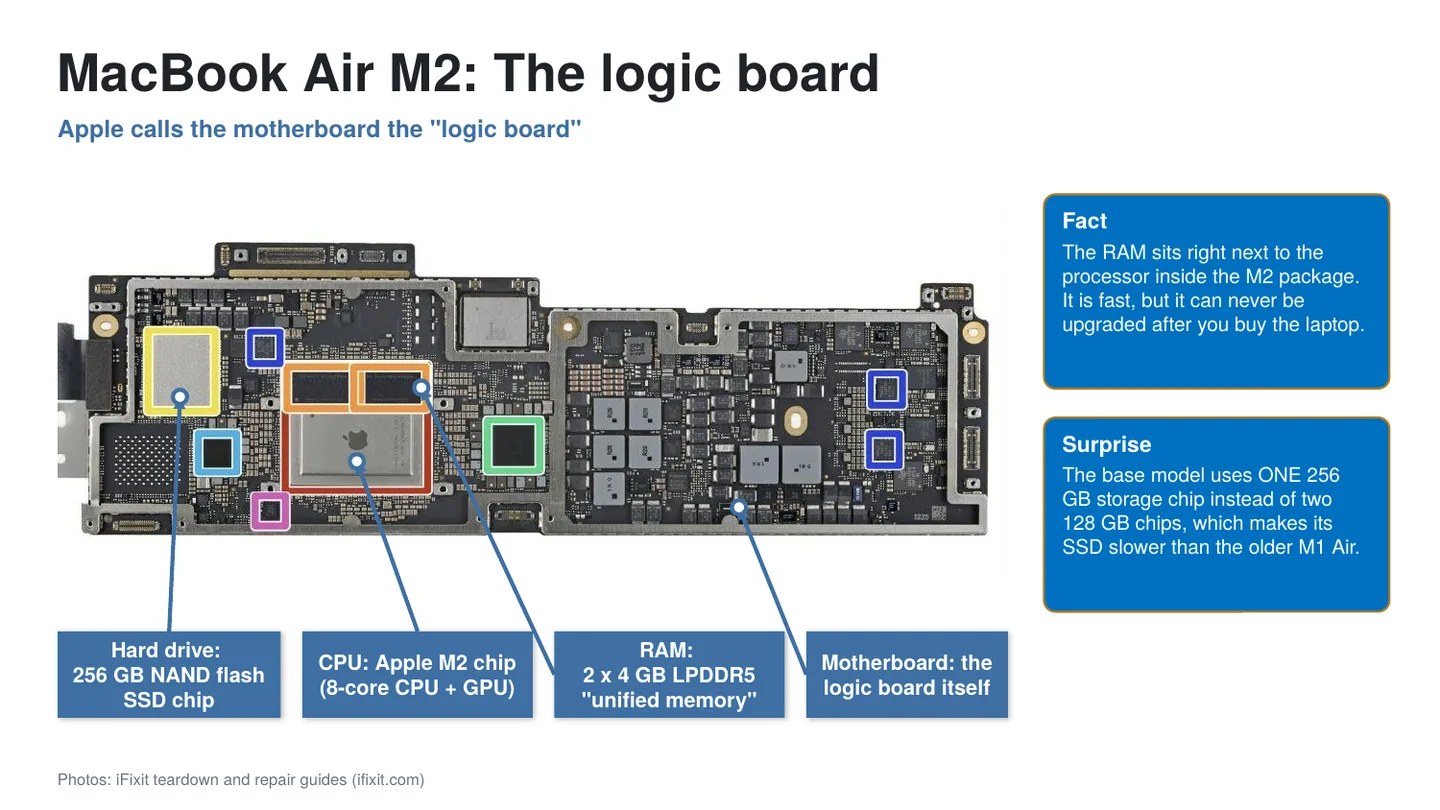 MacBook Air M2: The logic board
Apple calls the motherboard the "logic board"
Fact
The RAM sits right next to the
processor inside the M2 package.
It is fast, but it can never be
upgraded after you buy the laptop.
Surprise
The base model uses ONE 256
GB storage chip instead of two
128 GB chips, which makes its
SSD slower than the older M1 Air.
Hard drive:
256 GB NAND flash
SSD chip
CPU: Apple M2 chip
(8-core CPU + GPU)
RAM:
2 x 4 GB LPDDR5
"unified memory"
Motherboard: the
logic board itself
Photos: iFixit teardown and repair guides (ifixit.com)